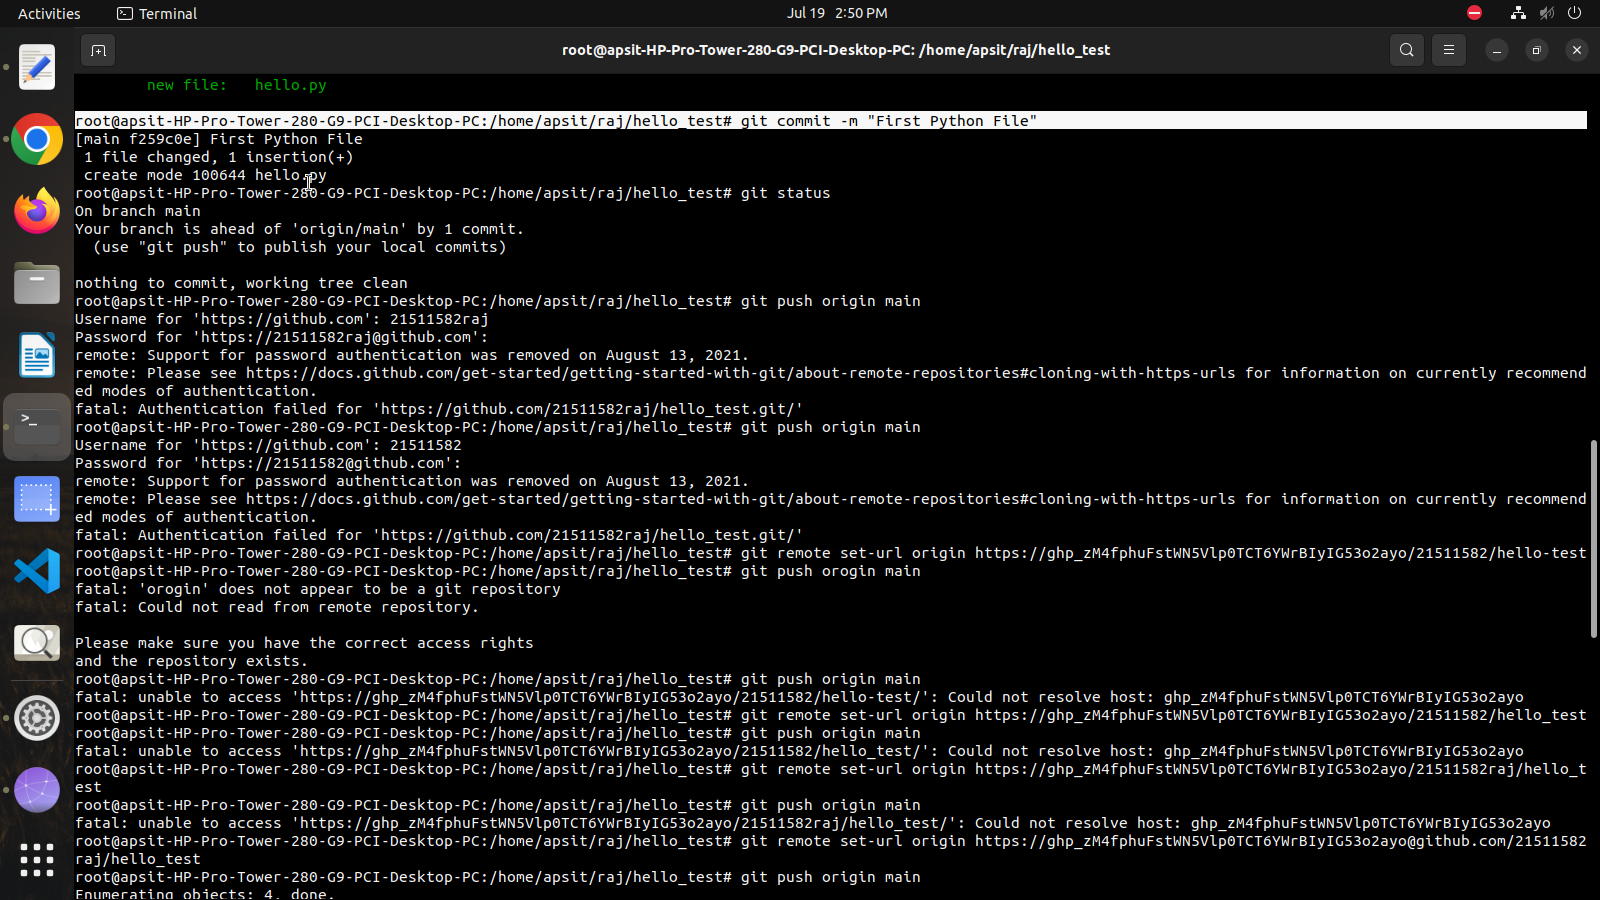 Activities
Terminal
Jul 19 2:50 PM
root@apsit-HP-Pro-Tower-280-G9-PCI-Desktop-PC: /home/apsit/raj/hello_test
new file:   hello.py
root@apsit-HP-Pro-Tower-280-G9-PCI-Desktop-PC:/home/apsit/raj/hello_test# git commit -m "First Python File"
[main f259c0e] First Python File
 1 file changed, 1 insertion(+)
 create mode 100644 hello.py
root@apsit-HP-Pro-Tower-280-G9-PCI-Desktop-PC:/home/apsit/raj/hello_test# git status
On branch main
Your branch is ahead of 'origin/main' by 1 commit.
  (use "git push" to publish your local commits)
nothing to commit, working tree clean
root@apsit-HP-Pro-Tower-280-G9-PCI-Desktop-PC:/home/apsit/raj/hello_test# git push origin main
Username for 'https://github.com': 21511582raj
Password for 'https://21511582raj@github.com':
remote: Support for password authentication was removed on August 13, 2021.
remote: Please see https://docs.github.com/get-started/getting-started-with-git/about-remote-repositories#cloning-with-https-urls for information on currently recommend
ed modes of authentication.
fatal: Authentication failed for 'https://github.com/21511582raj/hello_test.git/'
root@apsit-HP-Pro-Tower-280-G9-PCI-Desktop-PC:/home/apsit/raj/hello_test# git push origin main
Username for 'https://github.com': 21511582
Password for 'https://21511582@github.com':
remote: Support for password authentication was removed on August 13, 2021.
remote: Please see https://docs.github.com/get-started/getting-started-with-git/about-remote-repositories#cloning-with-https-urls for information on currently recommend
ed modes of authentication.
fatal: Authentication failed for 'https://github.com/21511582raj/hello_test.git/'
root@apsit-HP-Pro-Tower-280-G9-PCI-Desktop-PC:/home/apsit/raj/hello_test# git remote set-url origin https://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/21511582/hello-test
root@apsit-HP-Pro-Tower-280-G9-PCI-Desktop-PC:/home/apsit/raj/hello_test# git push orogin main
fatal: 'orogin' does not appear to be a git repository
fatal: Could not read from remote repository.
Please make sure you have the correct access rights
and the repository exists.
root@apsit-HP-Pro-Tower-280-G9-PCI-Desktop-PC:/home/apsit/raj/hello_test# git push origin main
fatal: unable to access 'https://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/21511582/hello-test/': Could not resolve host: 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
root@apsit-HP-Pro-Tower-280-G9-PCI-Desktop-PC:/home/apsit/raj/hello_test# git remote set-url origin https://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/21511582/hello_test
root@apsit-HP-Pro-Tower-280-G9-PCI-Desktop-PC:/home/apsit/raj/hello_test# git push origin main
fatal: unable to access 'https://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/21511582/hello_test/': Could not resolve host: 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
root@apsit-HP-Pro-Tower-280-G9-PCI-Desktop-PC:/home/apsit/raj/hello_test# git remote set-url origin https://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/21511582raj/hello_t
est
root@apsit-HP-Pro-Tower-280-G9-PCI-Desktop-PC:/home/apsit/raj/hello_test# git push origin main
fatal: unable to access 'https://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/21511582raj/hello_test/': Could not resolve host: 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
root@apsit-HP-Pro-Tower-280-G9-PCI-Desktop-PC:/home/apsit/raj/hello_test# git remote set-url origin https://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@github.com/21511582
raj/hello_test
root@apsit-HP-Pro-Tower-280-G9-PCI-Desktop-PC:/home/apsit/raj/hello_test# git push origin main
Enumerating objects: 4, done.